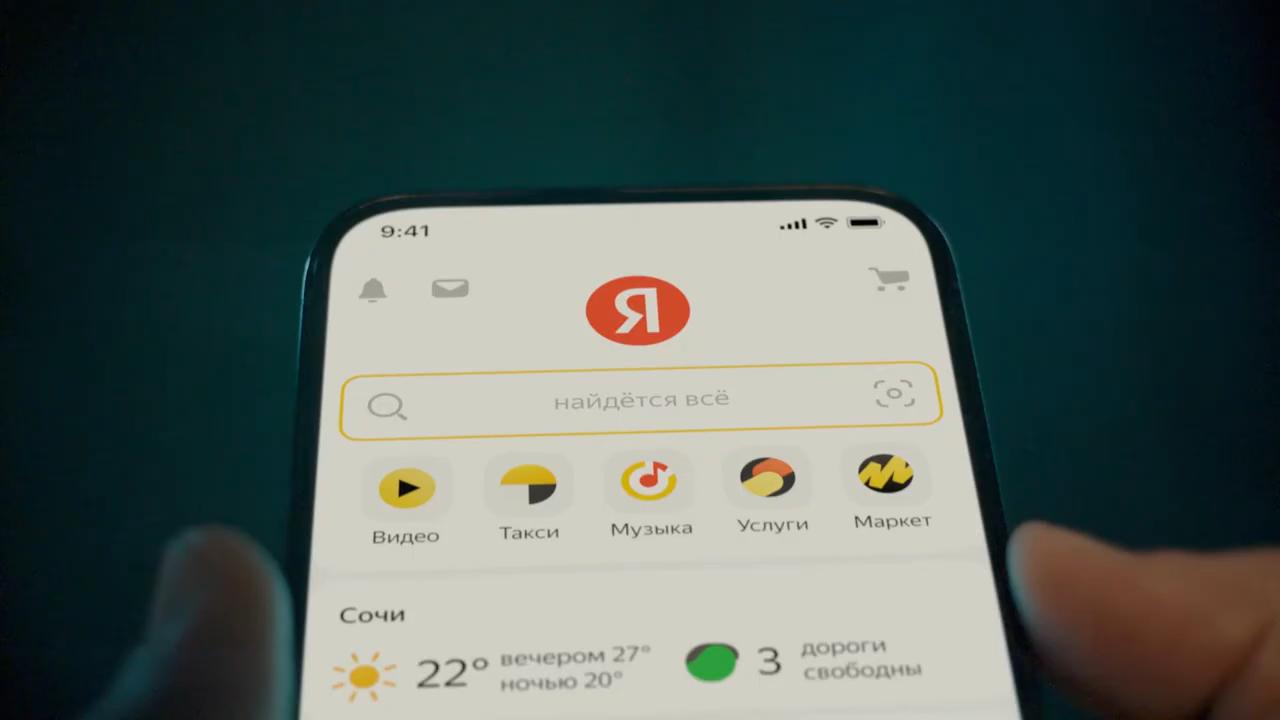 9:41
Я
найдётся всё
Видео
Такси
Музыка
Услуги
Маркет
Сочи
22°
вечером 27°
ночью 20°
3
дороги
свободны